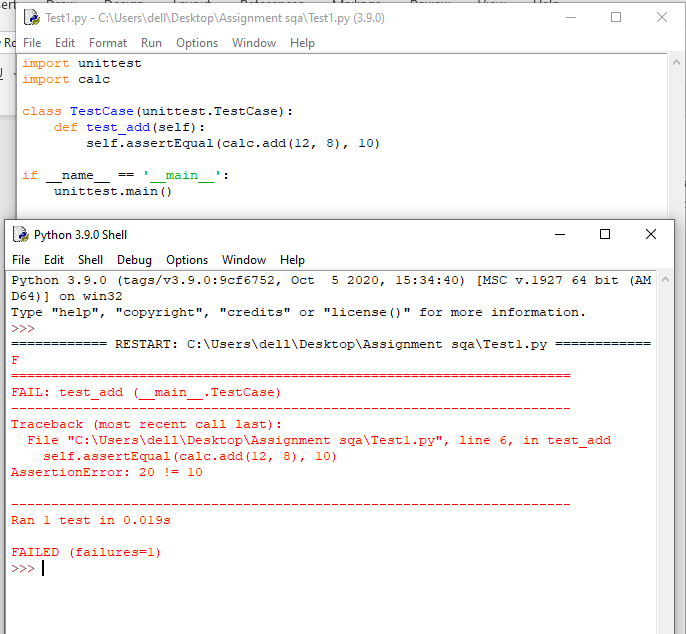 Test1.py - C:\Users\dell\Desktop\Assignment sqa\Test1.py (3.9.0)
File Edit Format Run Options Window Help
import unittest
import calc
class TestCase(unittest.TestCase):
def test_add(self):
self.assertEqual(calc.add(12, 8), 10)
if __name__ == '__main__':
unittest.main()
Python 3.9.0 Shell
File Edit Shell Debug Options Window Help
Python 3.9.0 (tags/v3.9.0:9cf6752, Oct  5 2020, 15:34:40) [MSC v.1927 64 bit (AM
D64)] on win32
Type "help", "copyright", "credits" or "license()" for more information.
>>>
============ RESTART: C:\Users\dell\Desktop\Assignment sqa\Test1.py ============
F
======================================================================
FAIL: test_add (__main__.TestCase)
----------------------------------------------------------------------
Traceback (most recent call last):
File "C:\Users\dell\Desktop\Assignment sqa\Test1.py", line 6, in test_add
self.assertEqual(calc.add(12, 8), 10)
AssertionError: 20 != 10
----------------------------------------------------------------------
Ran 1 test in 0.019s
FAILED (failures=1)
>>>